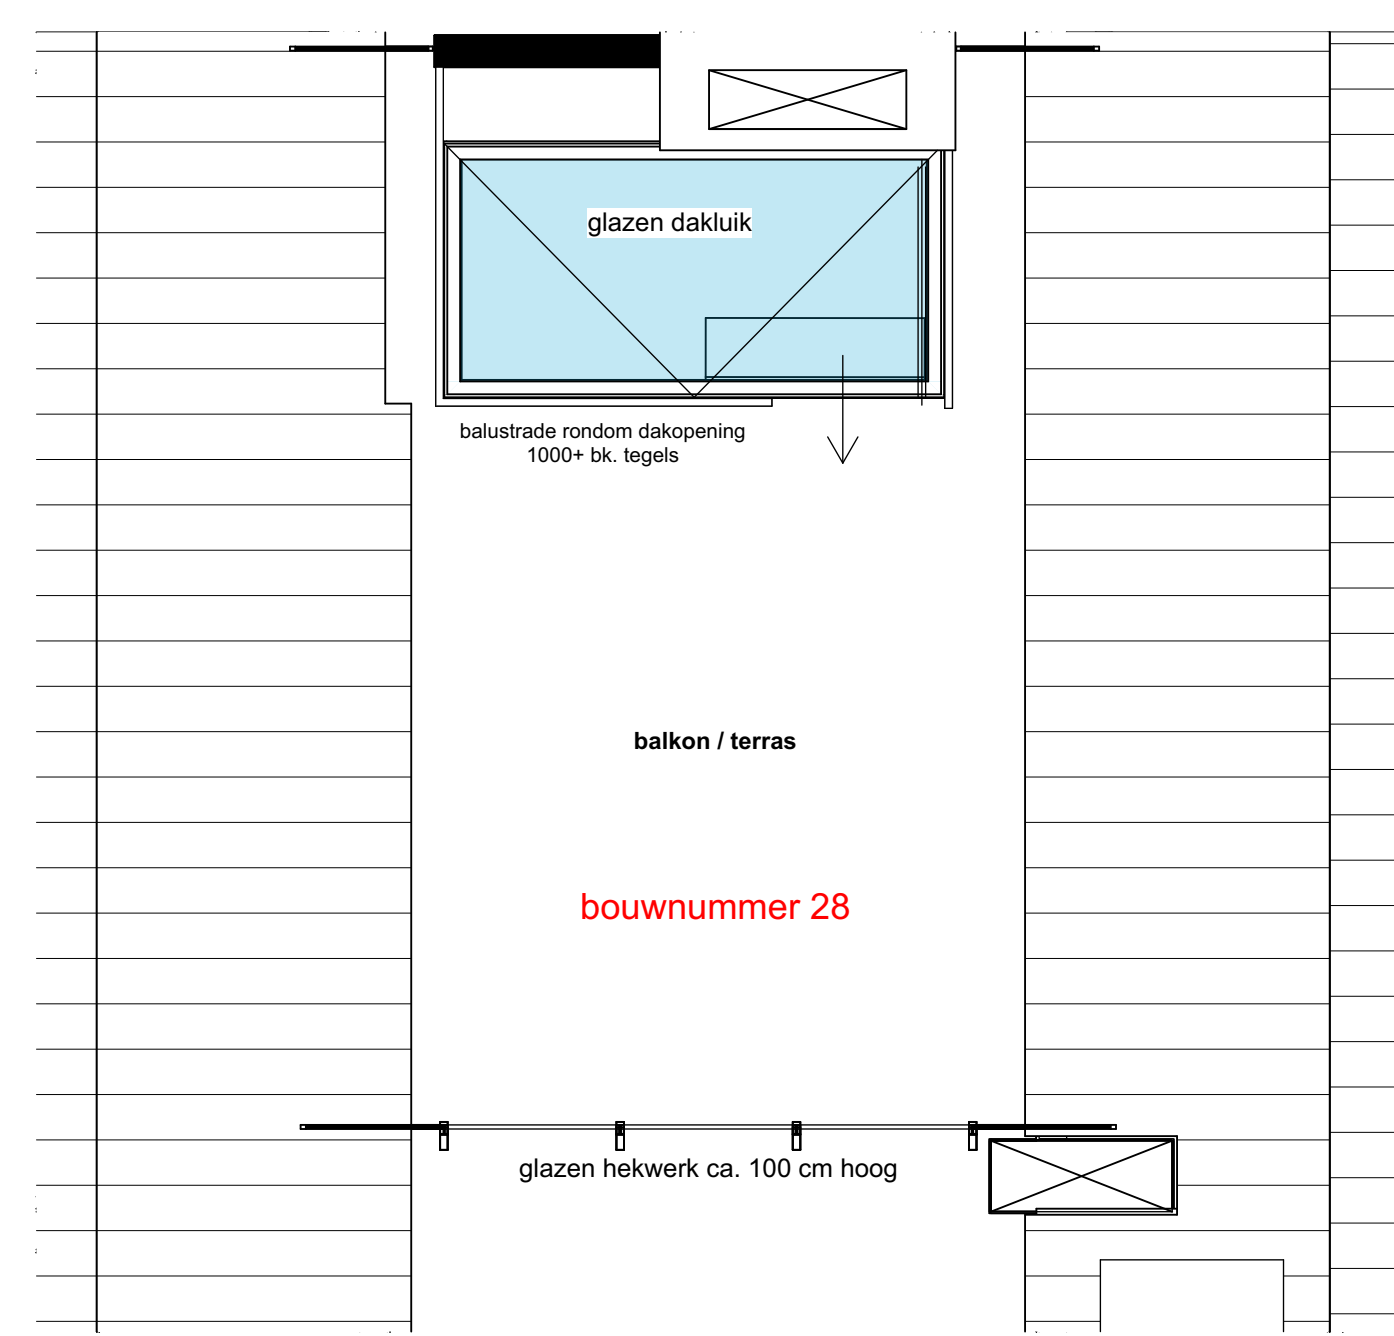 glazen dakluik
balustrade rondom dakopening
1000+ bk. tegels
balkon / terras
bouwnummer 28
glazen hekwerk ca. 100 cm hoog